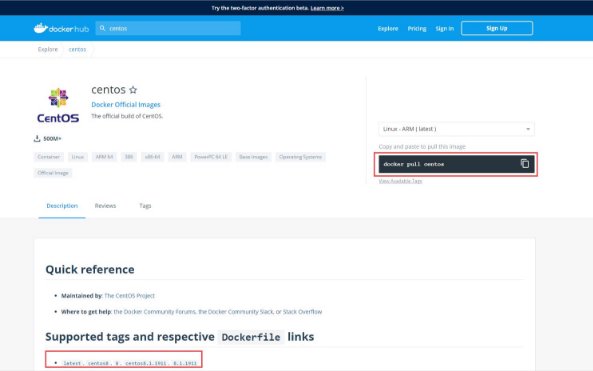 Try the two-factor authentication beta. Learn more >
docker hub centos Explore Pricing Sign In Sign Up
Explore centos
centos
Docker Official Images
The official build of CentOS.
CentOS
500M+
Container Linux ARM 64 386 x86-64 ARM PowerPC 64 LE Base Images Operating Systems
Official Image
Linux - ARM ( latest )
Copy and paste to pull this image
docker pull centos
View Available Tags
Description Reviews Tags
Quick reference
• Maintained by: The CentOS Project
• Where to get help: the Docker Community Forums, the Docker Community Slack, or Stack Overflow
Supported tags and respective Dockerfile links
• latest, centos8, 8, centos8.1.1911, 8.1.1911